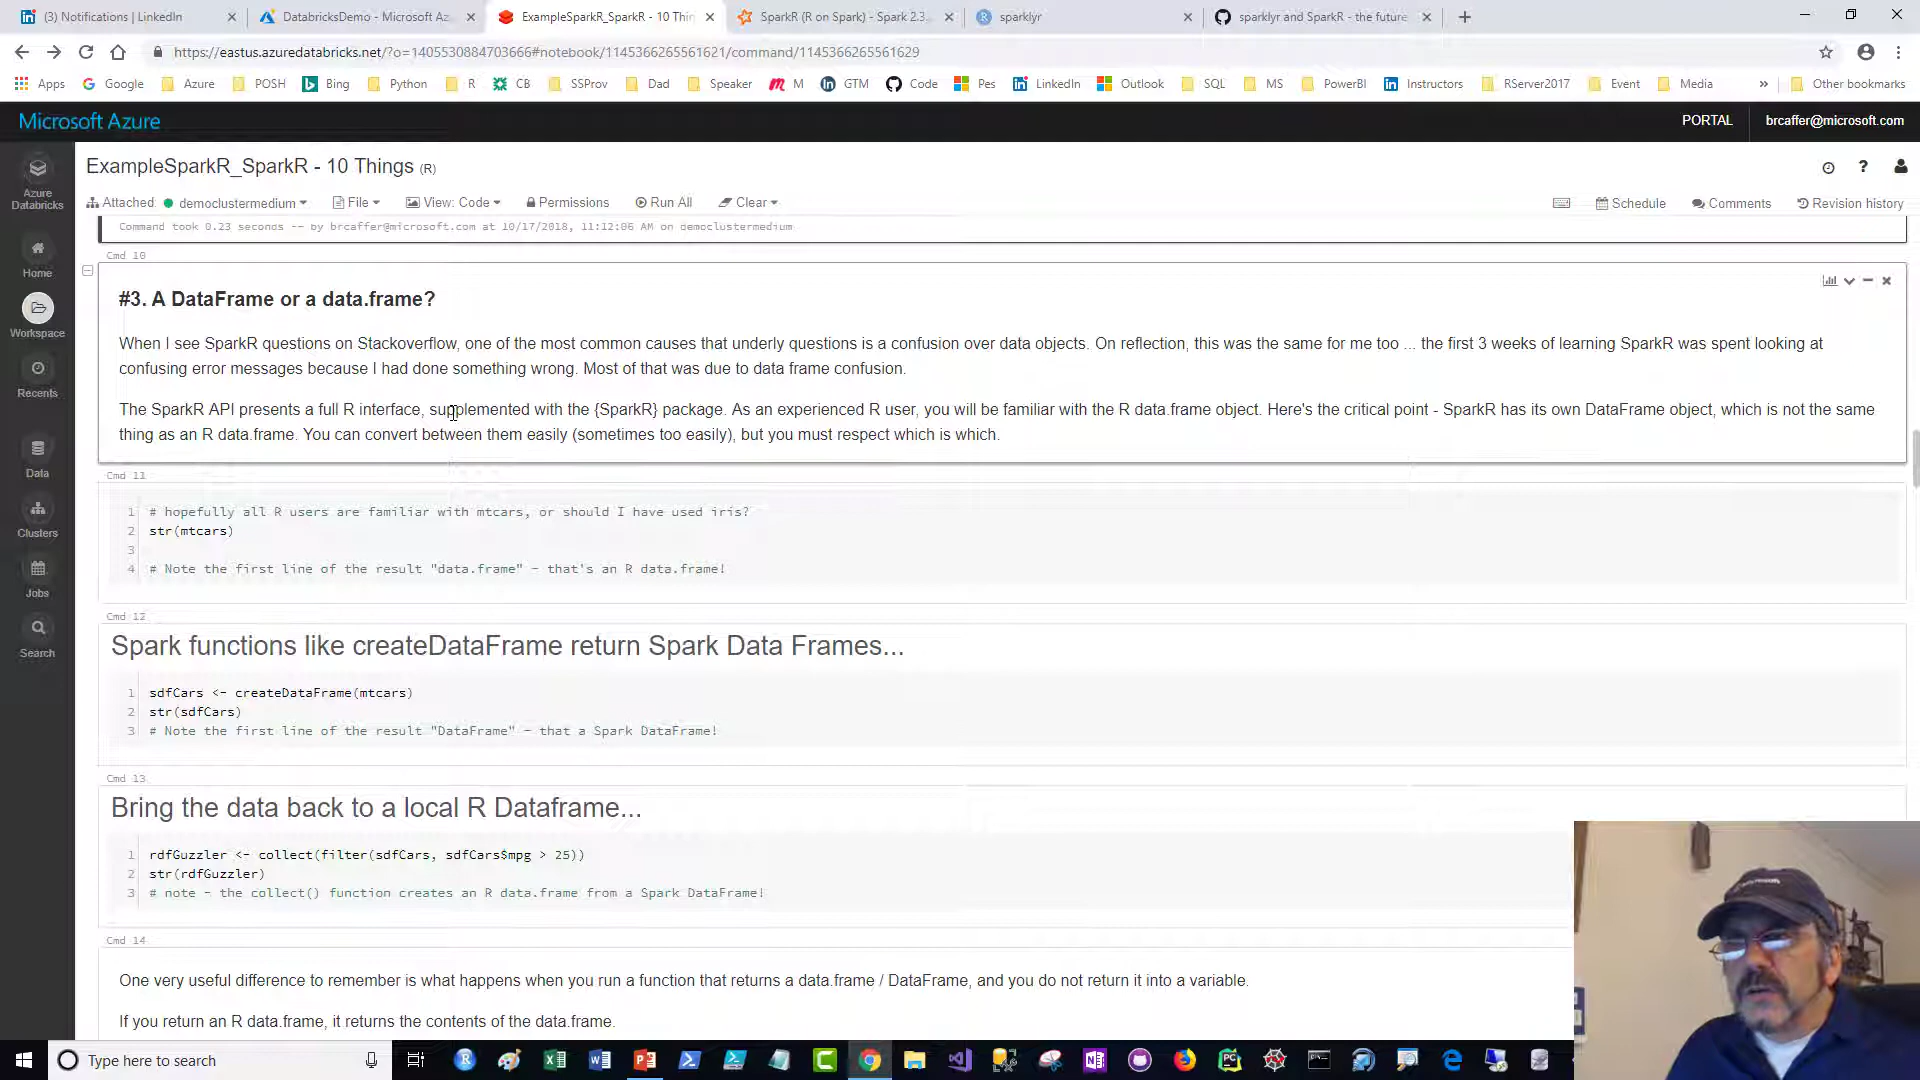 (3) Notifications | LinkedIn
DatabricksDemo - Microsoft Az
ExampleSparkR_SparkR - 10 Thin
SparkR (R on Spark) - Spark 2.3.
sparklyr
sparklyr and SparkR - the future
https://eastus.azuredatabricks.net/?o=1405530884703666#notebook/1145366265561621/command/1145366265561629
Apps Google Azure POSH Bing Python R CB SSProv Dad Speaker M GTM Code Pes LinkedIn Outlook SQL MS PowerBI Instructors RServer2017 Event Media » Other bookmarks
Microsoft Azure
PORTAL
brcaffer@microsoft.com
ExampleSparkR_SparkR - 10 Things (R)
Attached: democlustermedium File View: Code Permissions Run All Clear Schedule Comments Revision history
Azure Databricks
Home
Workspace
Recents
Data
Clusters
Jobs
Search
Command took 0.23 seconds -- by brcaffer@microsoft.com at 10/17/2018, 11:12:06 AM on democlustermedium
Cmd 10
#3. A DataFrame or a data.frame?
When I see SparkR questions on Stackoverflow, one of the most common causes that underly questions is a confusion over data objects. On reflection, this was the same for me too ... the first 3 weeks of learning SparkR was spent looking at
confusing error messages because I had done something wrong. Most of that was due to data frame confusion.
The SparkR API presents a full R interface, supplemented with the {SparkR} package. As an experienced R user, you will be familiar with the R data.frame object. Here's the critical point - SparkR has its own DataFrame object, which is not the same
thing as an R data.frame. You can convert between them easily (sometimes too easily), but you must respect which is which.
Cmd 11
1 # hopefully all R users are familiar with mtcars, or should I have used iris?
2 str(mtcars)
3
4 # Note the first line of the result "data.frame" - that's an R data.frame!
Cmd 12
Spark functions like createDataFrame return Spark Data Frames...
1 sdfCars <- createDataFrame(mtcars)
2 str(sdfCars)
3 # Note the first line of the result "DataFrame" - that a Spark DataFrame!
Cmd 13
Bring the data back to a local R Dataframe...
1 rdfGuzzler <- collect(filter(sdfCars, sdfCars$mpg > 25))
2 str(rdfGuzzler)
3 # note - the collect() function creates an R data.frame from a Spark DataFrame!
Cmd 14
One very useful difference to remember is what happens when you run a function that returns a data.frame / DataFrame, and you do not return it into a variable.
If you return an R data.frame, it returns the contents of the data.frame.
Type here to search